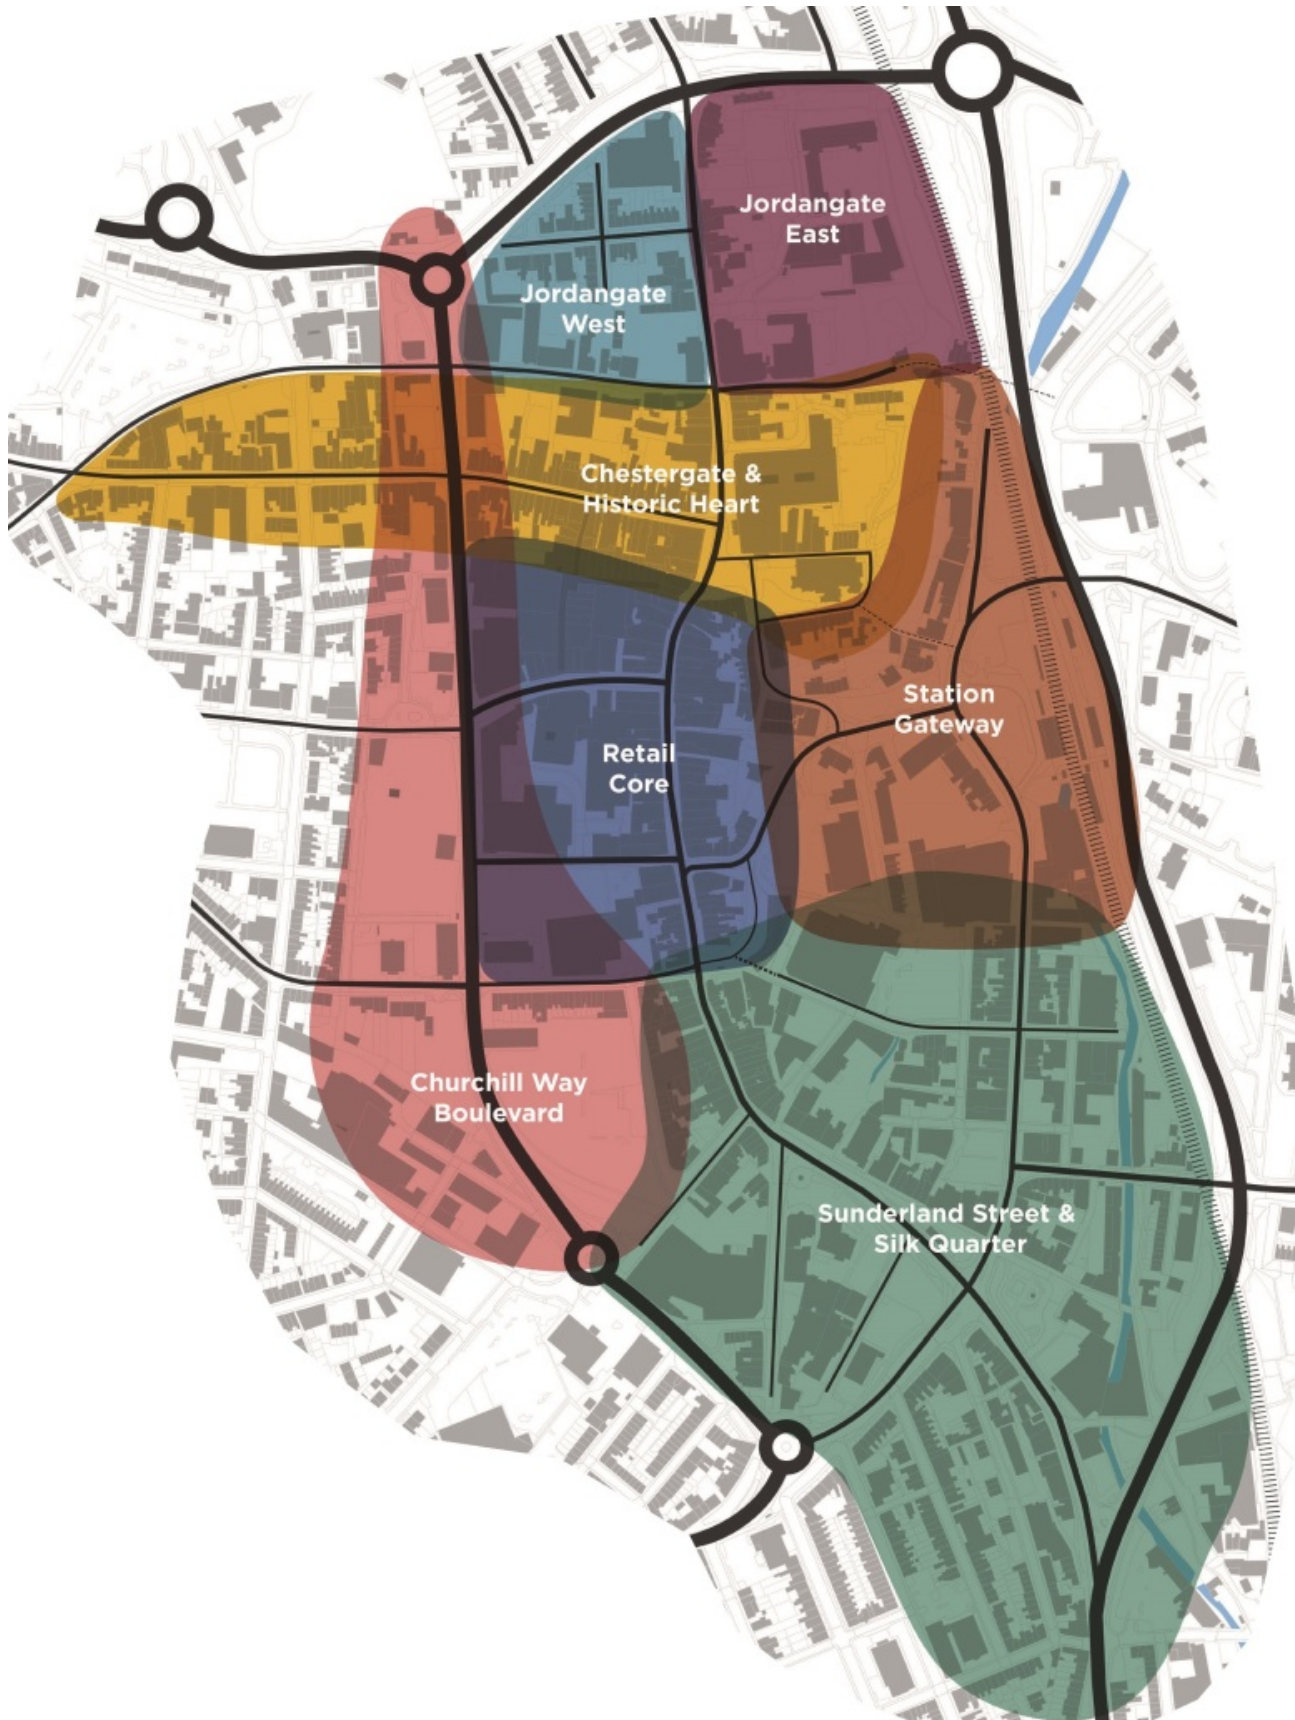 Jordangate
East
Jordangate
West
Chestergate &
Historic Heart
Station
Gateway
Retail
Core
Churchill Way
Boulevard
Sunderland Street &
Silk Quarter